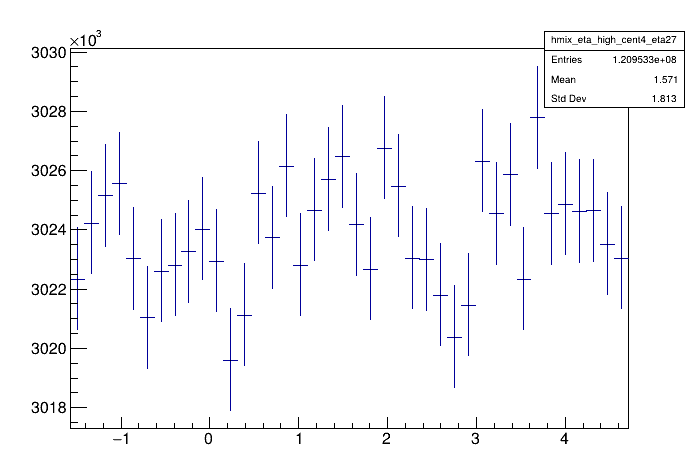 ×10³
hmix_eta_high_cent4_eta27
Entries 1.209533e+08
Mean 1.571
Std Dev 1.813
3030
3028
3026
3024
3022
3020
3018
−1 0 1 2 3 4